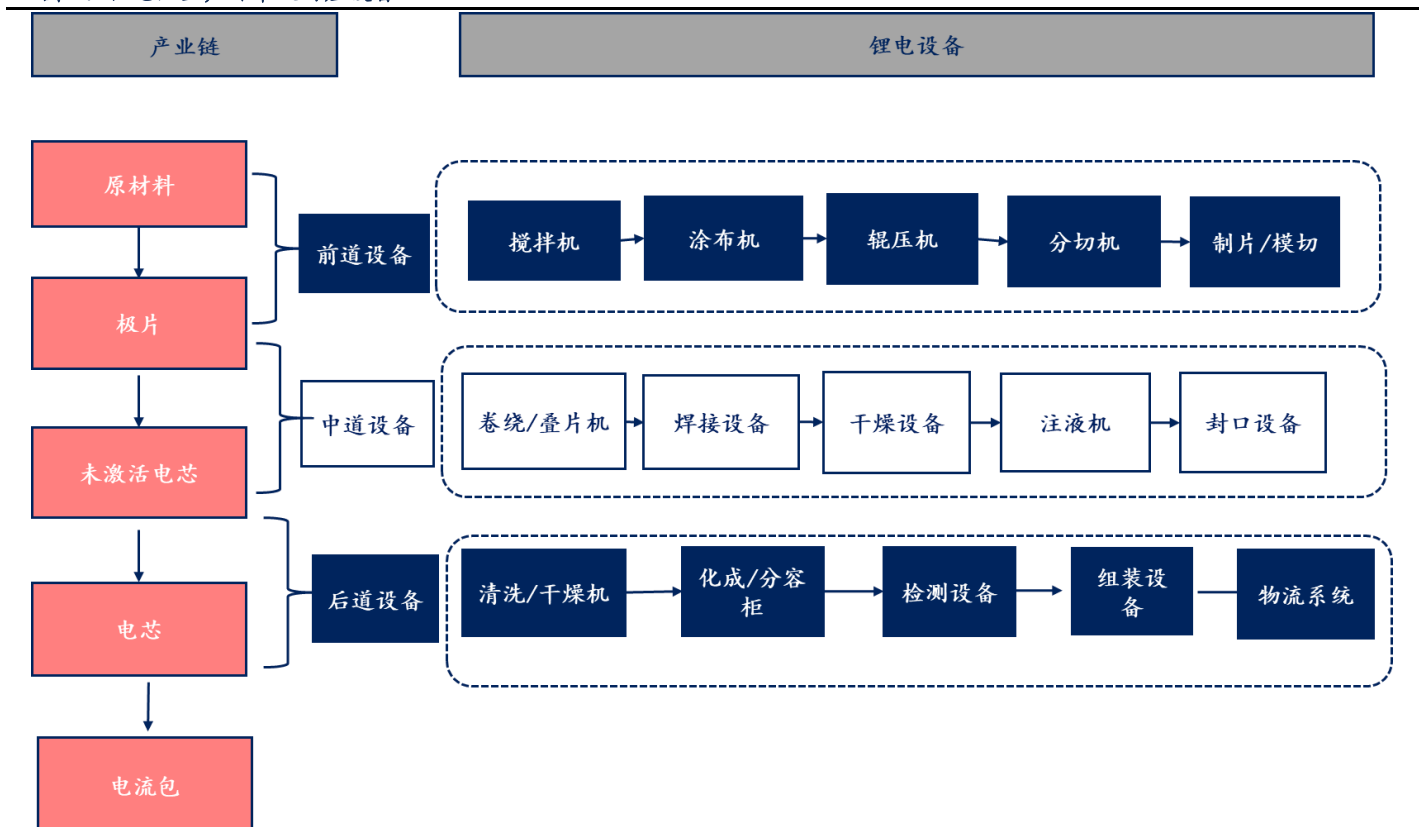 产业链
锂电设备
原材料
极片
未激活电芯
电芯
电流包
前道设备
搅拌机
涂布机
辊压机
分切机
制片/模切
中道设备
卷绕/叠片机
焊接设备
干燥设备
注液机
封口设备
后道设备
清洗/干燥机
化成/分容
柜
检测设备
组装设
备
物流系统